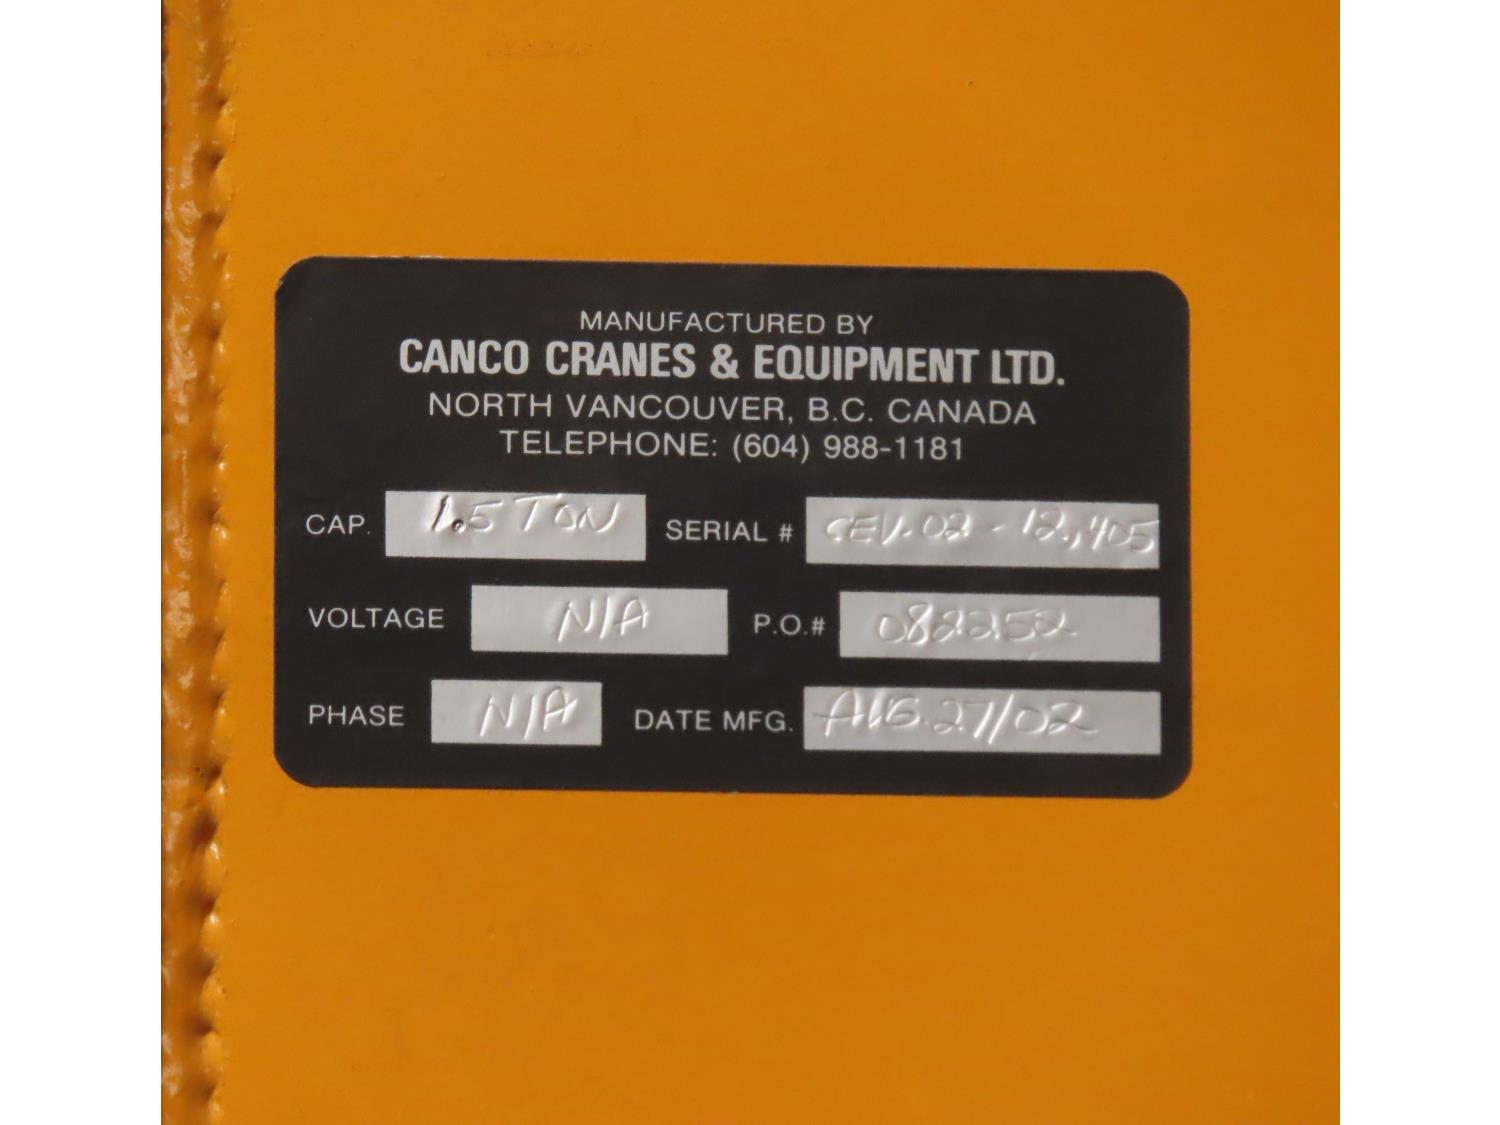 MANUFACTURED BY
CANCO CRANES & EQUIPMENT LTD.
NORTH VANCOUVER, B.C. CANADA
TELEPHONE: (604) 988-1181
CAP. 1.5 TON SERIAL # CEV.02 - 12,405
VOLTAGE N/A P.O.# 082252
PHASE N/A DATE MFG. AUG.27/02